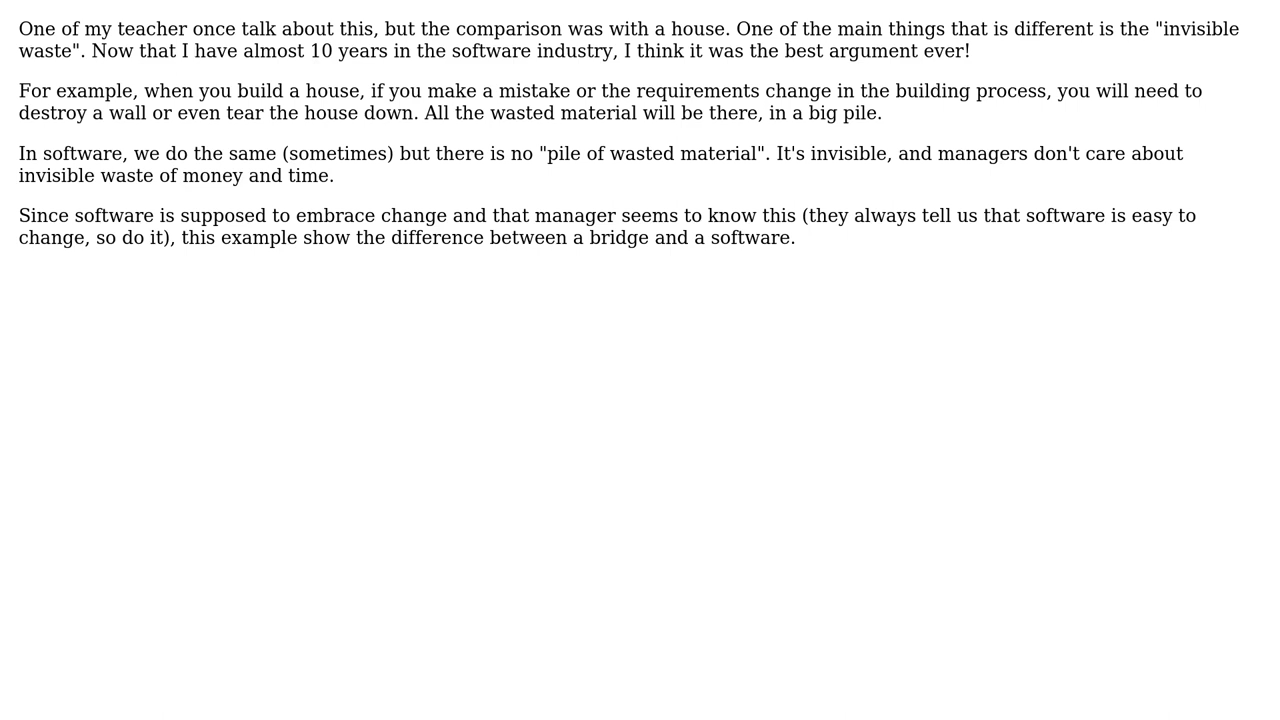 One of my teacher once talk about this, but the comparison was with a house. One of the main things that is different is the "invisible
waste". Now that I have almost 10 years in the software industry, I think it was the best argument ever!
For example, when you build a house, if you make a mistake or the requirements change in the building process, you will need to
destroy a wall or even tear the house down. All the wasted material will be there, in a big pile.
In software, we do the same (sometimes) but there is no "pile of wasted material". It's invisible, and managers don't care about
invisible waste of money and time.
Since software is supposed to embrace change and that manager seems to know this (they always tell us that software is easy to
change, so do it), this example show the difference between a bridge and a software.